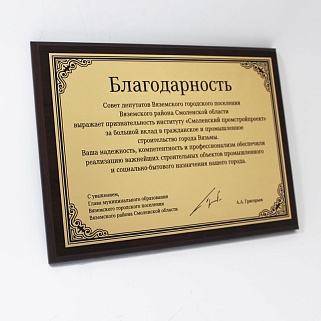 Благодарность
Совет депутатов Вяземского городского поселения
Вяземского района Смоленской области
выражает признательность институту «Смоленский промстройпроект»
за большой вклад в гражданское и промышленное
строительство города Вязьмы.
Ваша надежность, компетентность и профессионализм обеспечили
реализацию важнейших строительных объектов промышленного
и социально-бытового назначения нашего города.
С уважением,
Глава муниципального образования
Вяземского городского поселения
Вяземского района Смоленской области
А.А. Григорьев